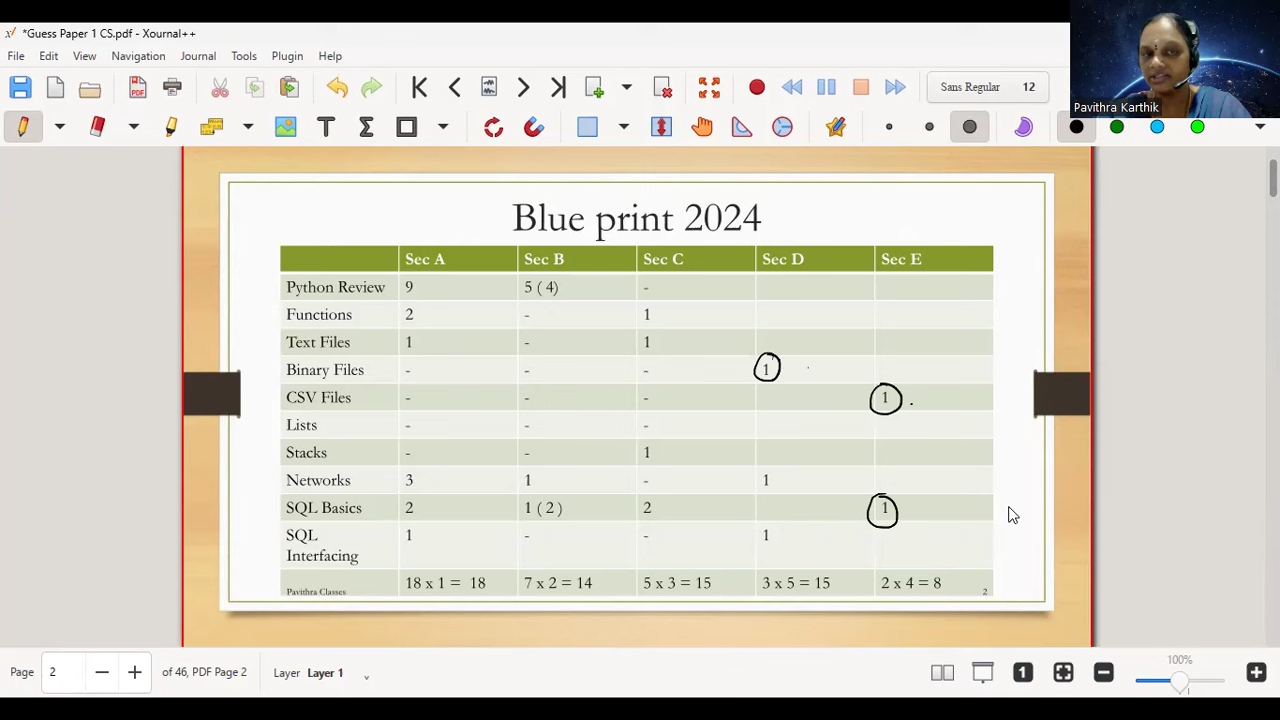 *Guess Paper 1 CS.pdf - Xournal++
File Edit View Navigation Journal Tools Plugin Help
Sans Regular 12
Pavithra Karthik
Blue print 2024
Sec A Sec B Sec C Sec D Sec E
Python Review 9 5 ( 4) -
Functions 2 - 1
Text Files 1 - 1
Binary Files - - - 1
CSV Files - - - 1
Lists - - -
Stacks - - 1
Networks 3 1 - 1
SQL Basics 2 1 ( 2 ) 2 1
SQL Interfacing 1 - - 1
18 x 1 = 18 7 x 2 = 14 5 x 3 = 15 3 x 5 = 15 2 x 4 = 8
Pavithra Classes 2
Page 2 of 46, PDF Page 2 Layer Layer 1 100%